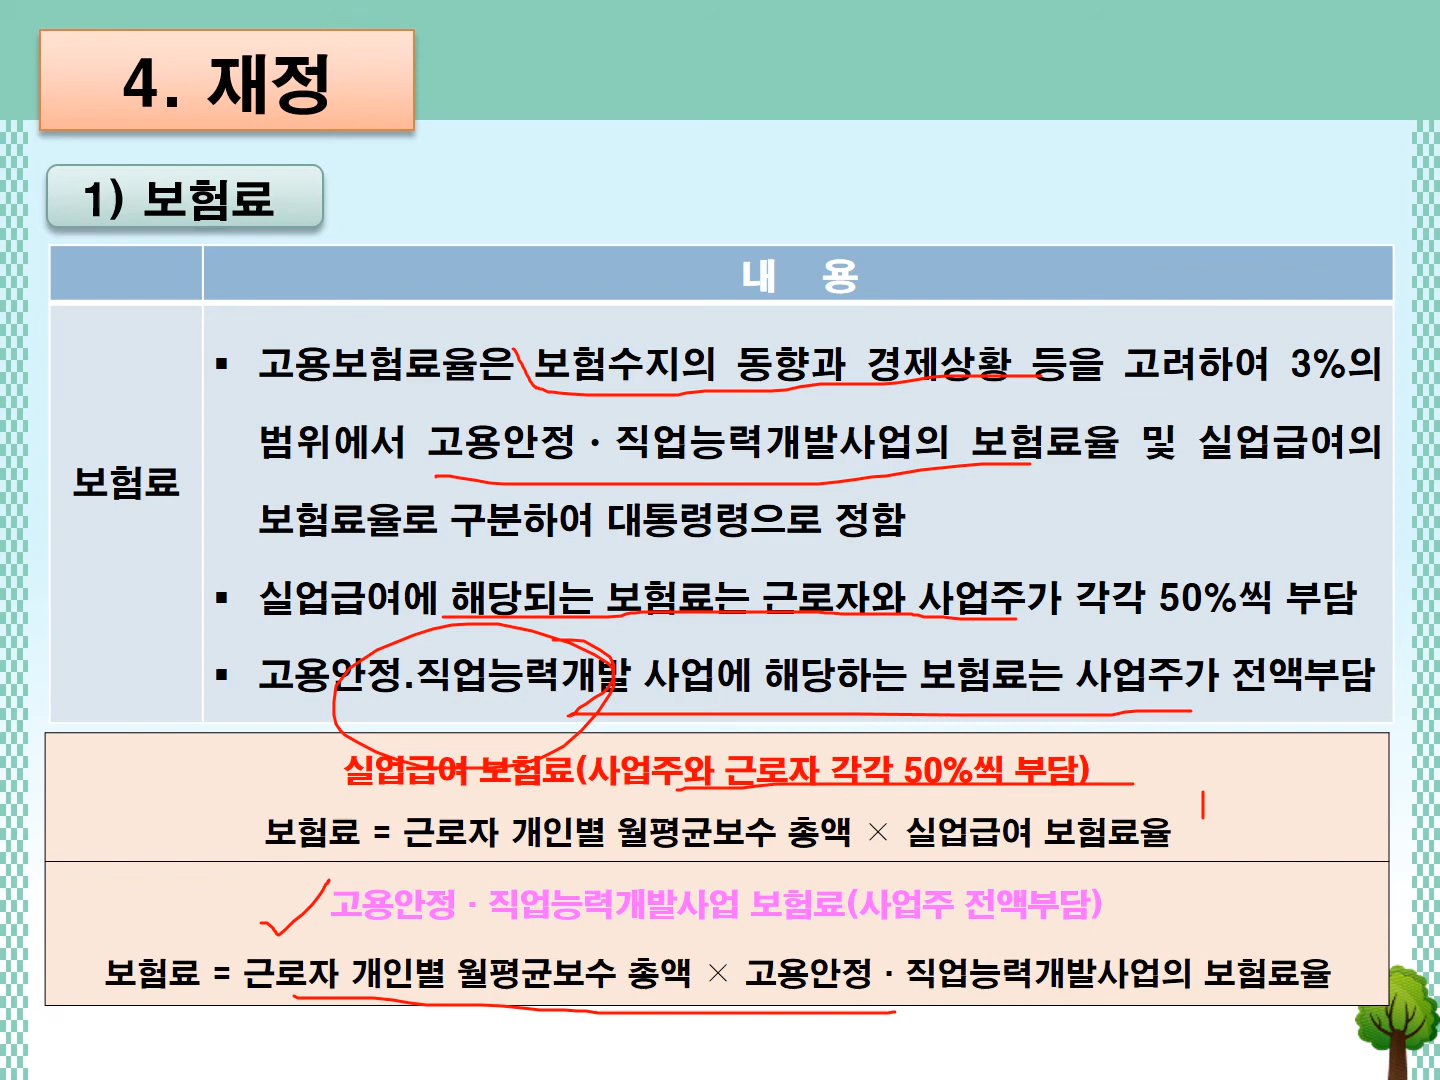 4. 재정
1) 보험료
내 용
보험료
▪ 고용보험료율은 보험수지의 동향과 경제상황 등을 고려하여 3%의
범위에서 고용안정 · 직업능력개발사업의 보험료율 및 실업급여의
보험료율로 구분하여 대통령령으로 정함
▪ 실업급여에 해당되는 보험료는 근로자와 사업주가 각각 50%씩 부담
▪ 고용안정.직업능력개발 사업에 해당하는 보험료는 사업주가 전액부담
실업급여 보험료(사업주와 근로자 각각 50%씩 부담)
보험료 = 근로자 개인별 월평균보수 총액 × 실업급여 보험료율
고용안정 · 직업능력개발사업 보험료(사업주 전액부담)
보험료 = 근로자 개인별 월평균보수 총액 × 고용안정 · 직업능력개발사업의 보험료율